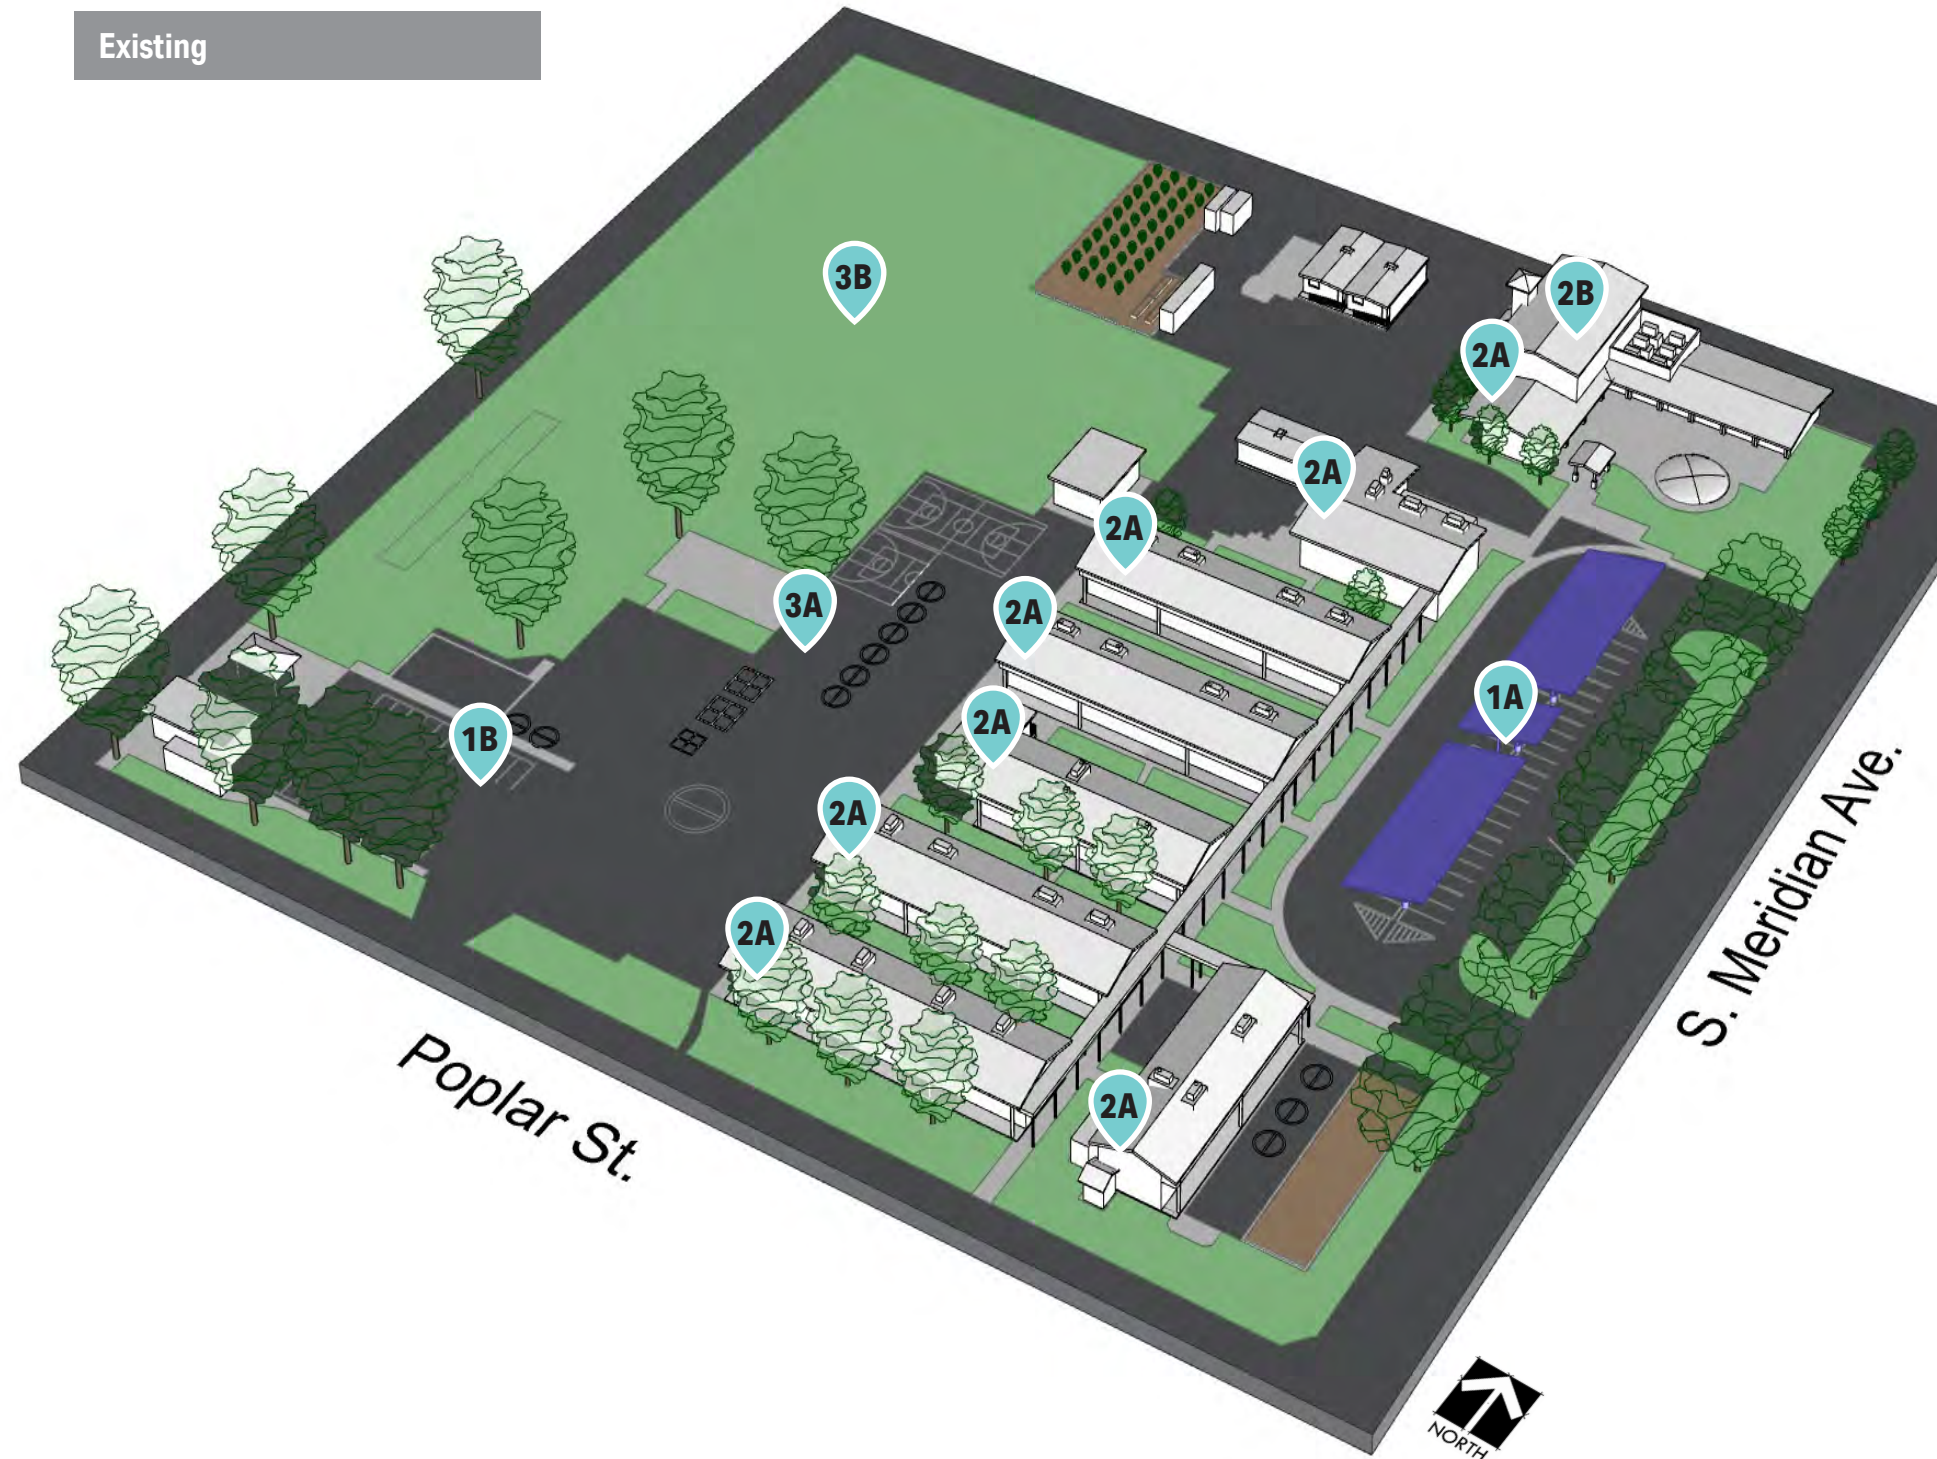 Existing
3B
2B
2A
2A
2A
3A
2A
1A
2A
1B
2A
2A
2A
Poplar St.
S. Meridian Ave.
NORTH